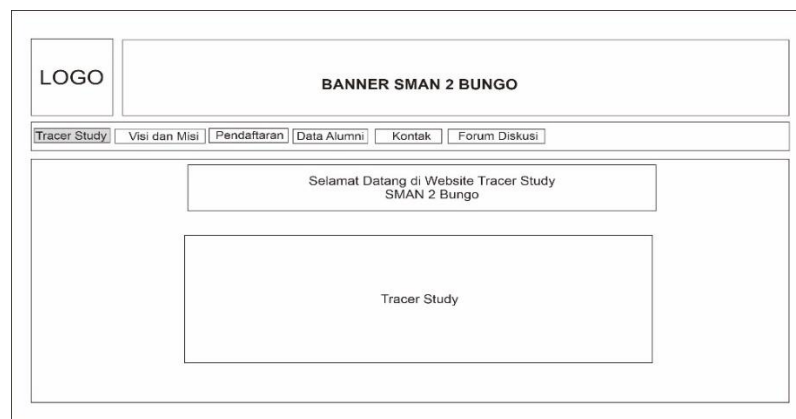 LOGO
BANNER SMAN 2 BUNGO
Tracer Study Visi dan Misi Pendaftaran Data Alumni Kontak Forum Diskusi
Selamat Datang di Website Tracer Study
SMAN 2 Bungo
Tracer Study